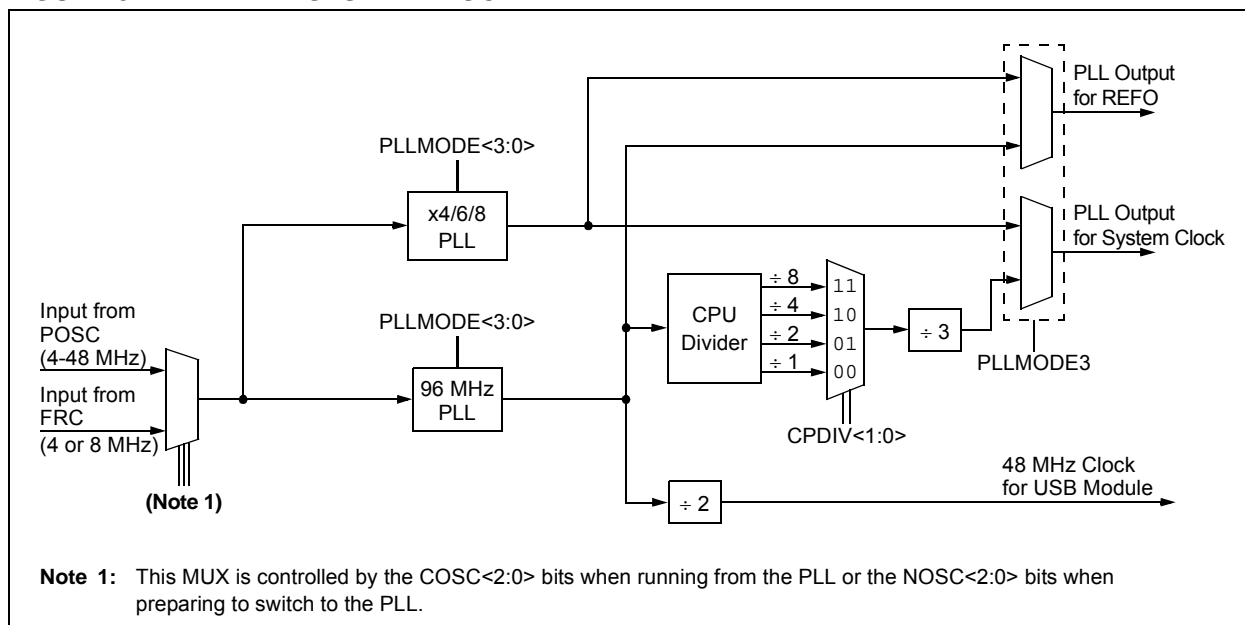 PLL Output
for REFO
PLLMODE<3:0>
x4/6/8
PLL
PLL Output
for System Clock
Input from
POSC
(4-48 MHz)
Input from
FRC
(4 or 8 MHz)
(Note 1)
PLLMODE<3:0>
96 MHz
PLL
CPU
Divider
÷ 8
÷ 4
÷ 2
÷ 1
11
10
01
00
CPDIV<1:0>
÷ 3
PLLMODE3
÷ 2
48 MHz Clock
for USB Module
Note 1: This MUX is controlled by the COSC<2:0> bits when running from the PLL or the NOSC<2:0> bits when
preparing to switch to the PLL.